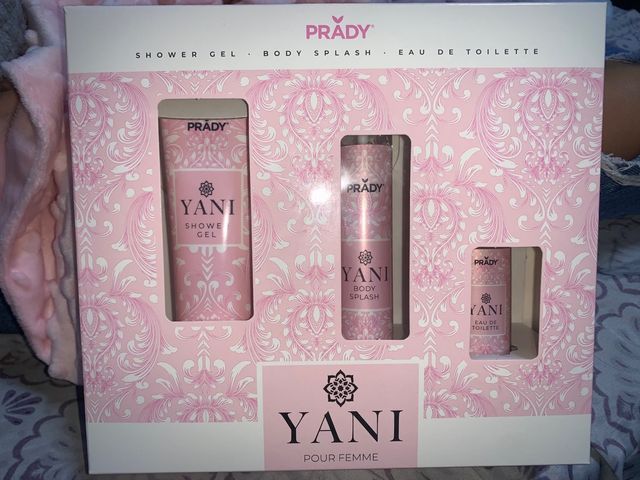 PRADY®
SHOWER GEL · BODY SPLASH · EAU DE TOILETTE
PRADY®
YANI
SHOWER
GEL
PRADY®
YANI
BODY
SPLASH
PRADY®
YANI
EAU DE
TOILETTE
YANI
POUR FEMME